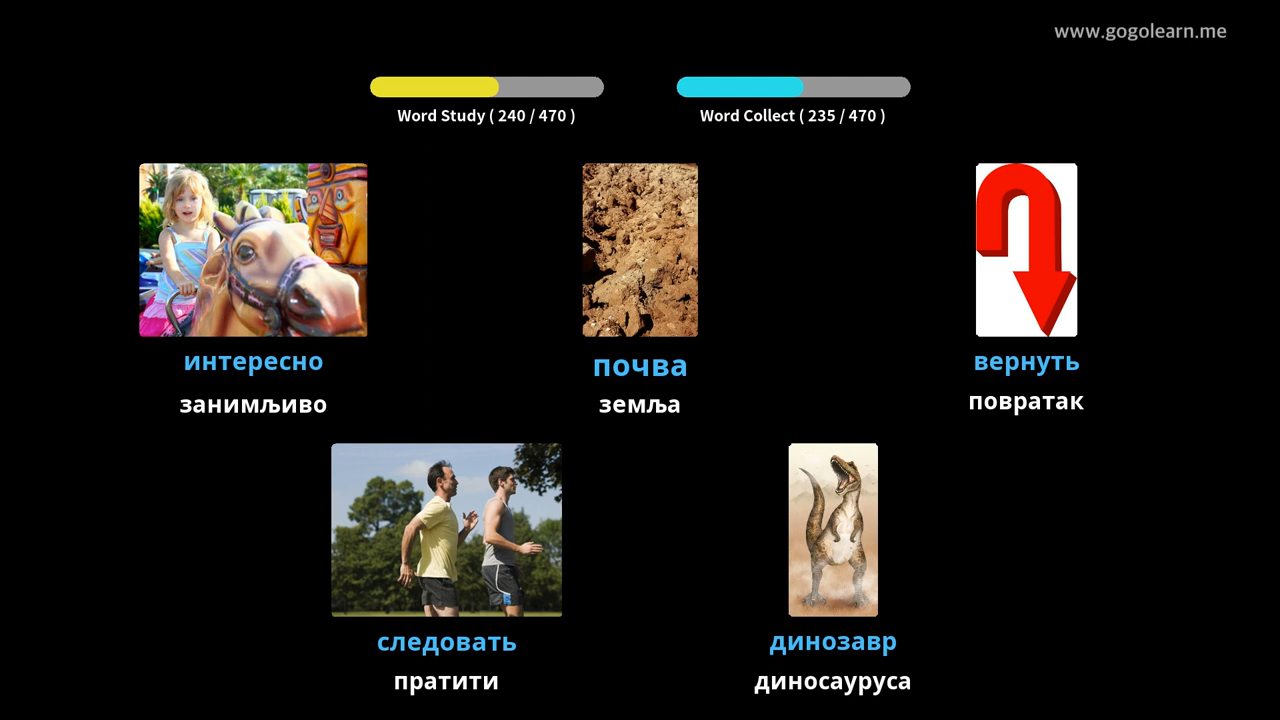 www.gogolearn.me
Word Study ( 240 / 470 )
Word Collect ( 235 / 470 )
интересно
занимљиво
почва
земља
вернуть
повратак
следовать
пратити
динозавр
диносауруса